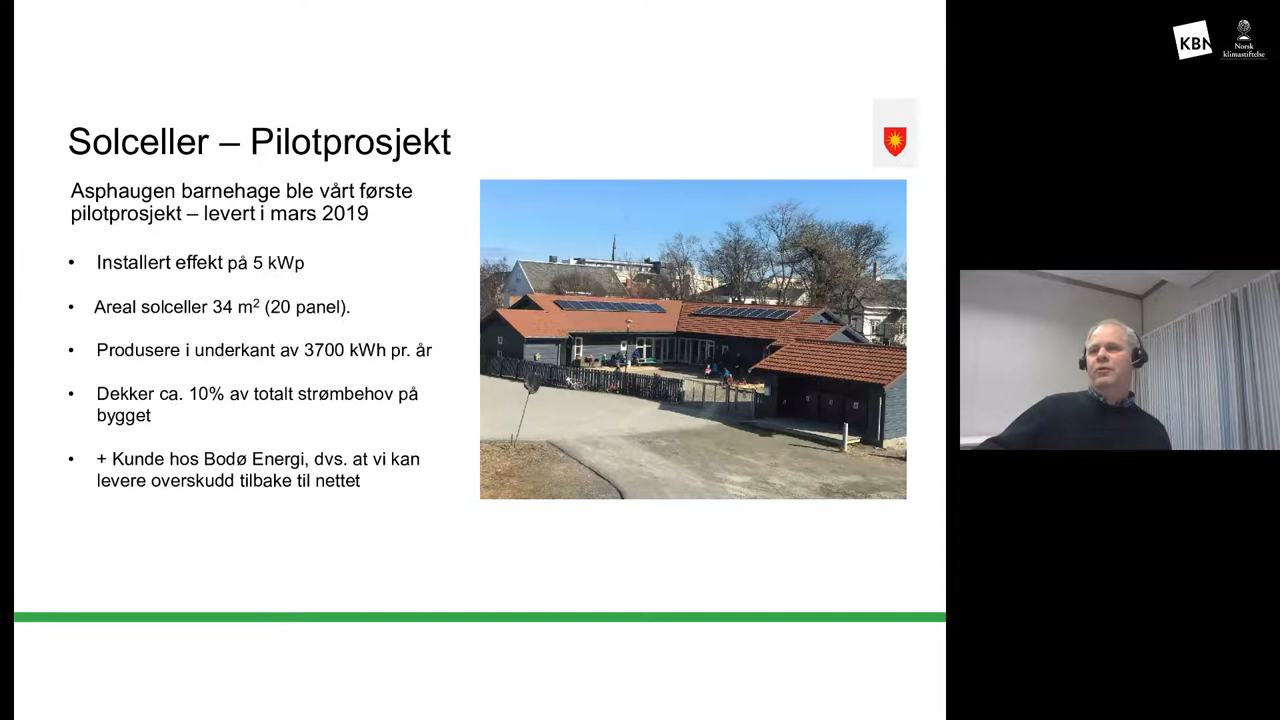 KBN
Norsk
klimastiftelse
Solceller – Pilotprosjekt
Asphaugen barnehage ble vårt første
pilotprosjekt – levert i mars 2019
• Installert effekt på 5 kWp
• Areal solceller 34 m² (20 panel).
• Produsere i underkant av 3700 kWh pr. år
• Dekker ca. 10% av totalt strømbehov på
bygget
• + Kunde hos Bodø Energi, dvs. at vi kan
levere overskudd tilbake til nettet